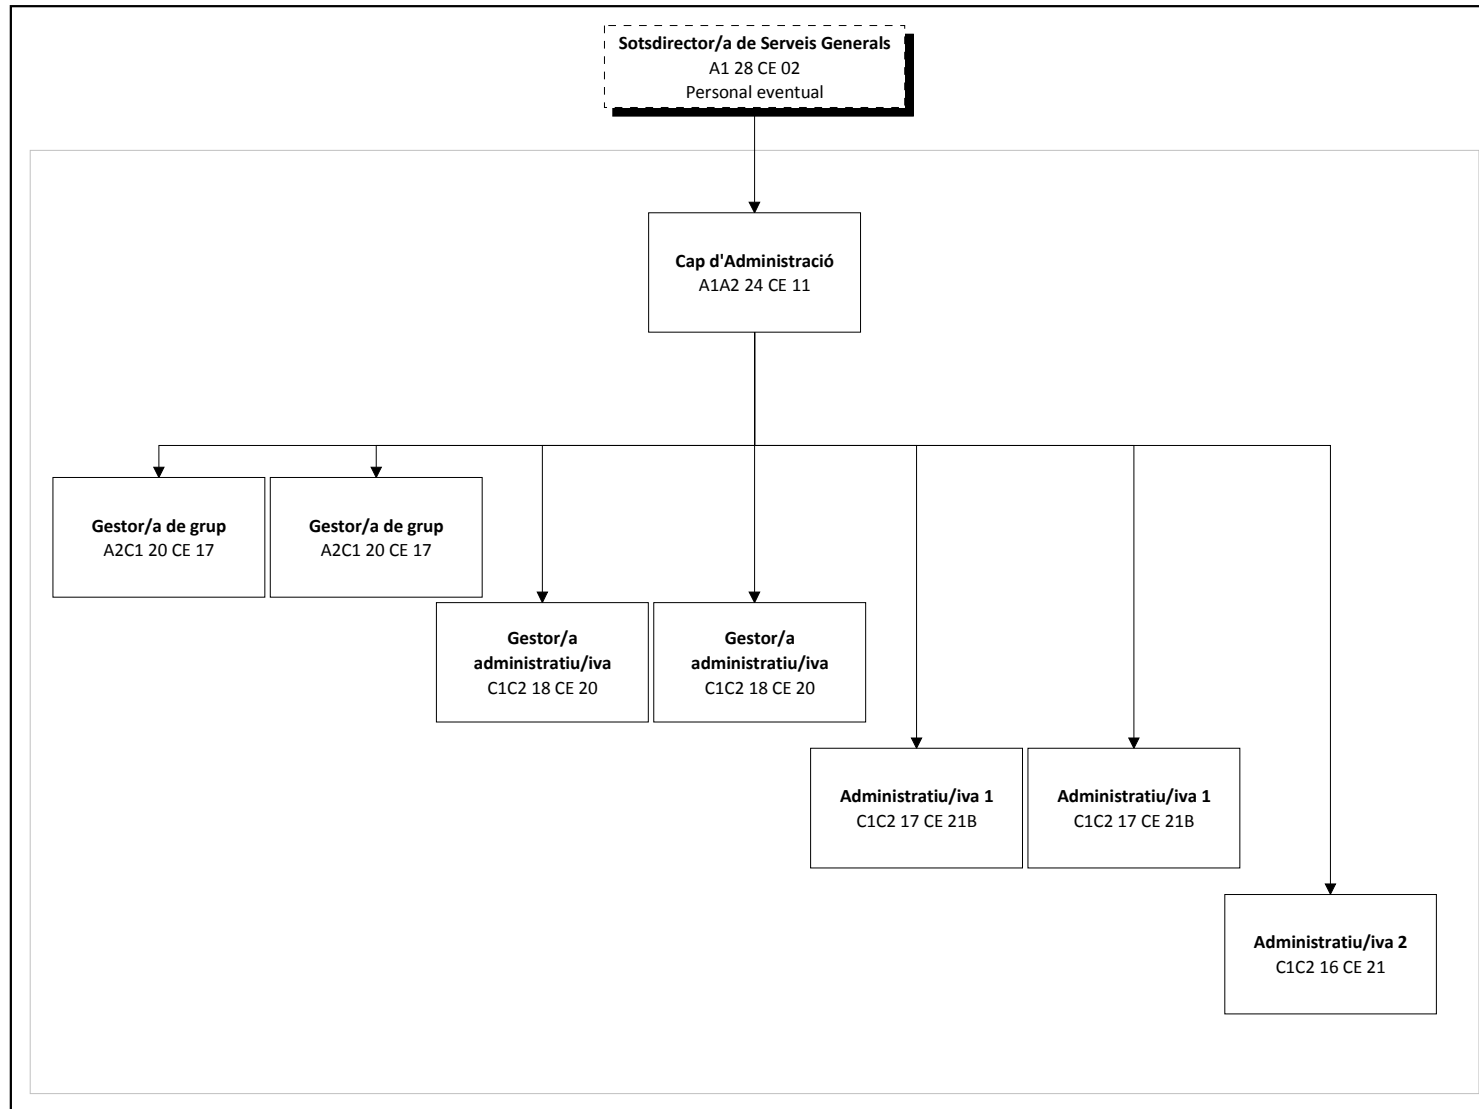 Sotsdirector/a de Serveis Generals
A1 28 CE 02
Personal eventual
Cap d'Administració
A1A2 24 CE 11
Gestor/a de grup
A2C1 20 CE 17
Gestor/a de grup
A2C1 20 CE 17
Gestor/a
administratiu/iva
C1C2 18 CE 20
Gestor/a
administratiu/iva
C1C2 18 CE 20
Administratiu/iva 1
C1C2 17 CE 21B
Administratiu/iva 1
C1C2 17 CE 21B
Administratiu/iva 2
C1C2 16 CE 21